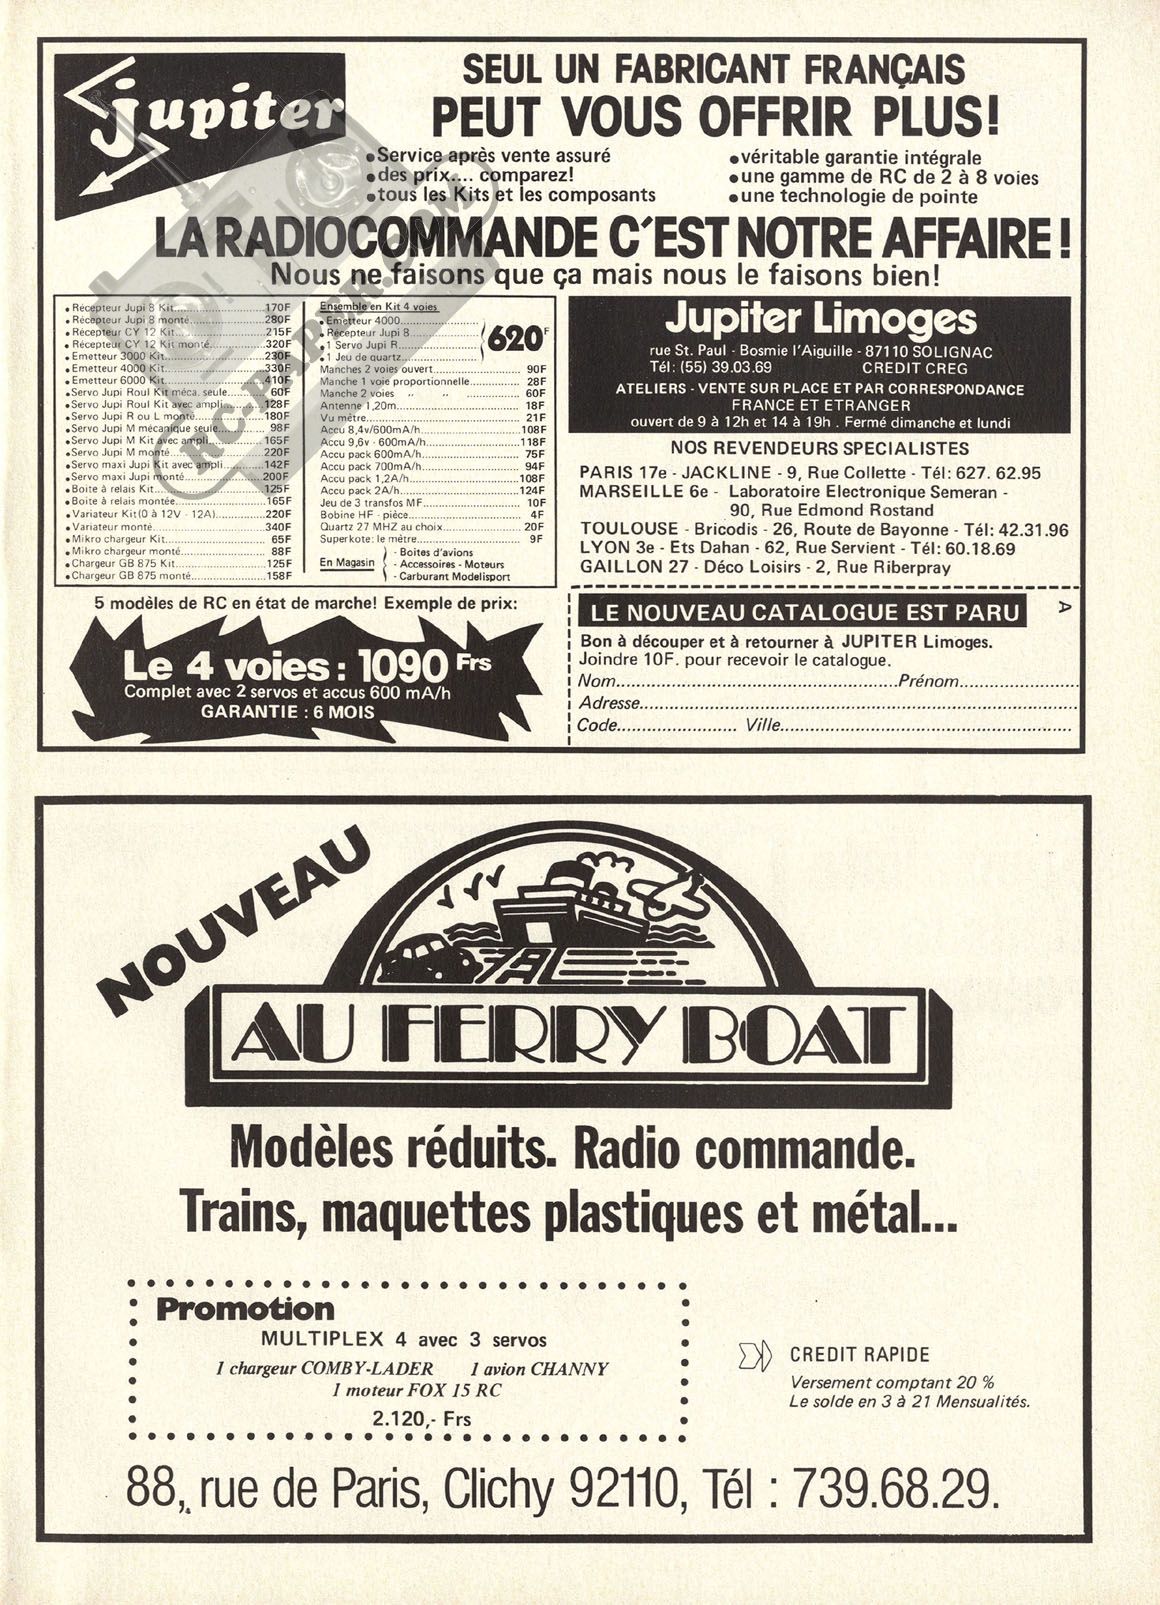 jupiter
SEUL UN FABRICANT FRANÇAIS
PEUT VOUS OFFRIR PLUS!
•Service après vente assuré
•des prix.... comparez!
•tous les Kits et les composants
•véritable garantie intégrale
•une gamme de RC de 2 à 8 voies
•une technologie de pointe
LA RADIOCOMMANDE C'EST NOTRE AFFAIRE!
Nous ne faisons que ça mais nous le faisons bien!
RC-PAPER.COM
• Récepteur Jupi 8 Kit 170F
• Récepteur Jupi 8 monté 280F
• Récepteur CY 12 Kit 215F
• Récepteur CY 12 Kit monté. 320F
• Emetteur 3000 Kit 230F
• Emetteur 4000 Kit 330F
• Emetteur 6000 Kit 410F
• Servo Jupi Roul Kit méca. seule 60F
• Servo Jupi Roul Kit avec ampli 128F
• Servo Jupi R ou L monté 180F
• Servo Jupi M mécanique seule 98F
• Servo Jupi M Kit avec ampli 165F
• Servo Jupi M monté 220F
• Servo maxi Jupi Kit avec ampli 142F
• Servo maxi Jupi monté 200F
• Boite à relais Kit 125F
• Boite à relais montée 165F
• Variateur Kit (0 à 12V - 12A) 220F
• Variateur monté 340F
• Mikro chargeur Kit 65F
• Mikro chargeur monté 88F
• Chargeur GB 875 Kit 125F
• Chargeur GB 875 monté 158F
Ensemble en Kit 4 voies
• Emetteur 4000
• Récepteur Jupi 8
• 1 Servo Jupi R
• 1 Jeu de quartz
620F
Manches 2 voies ouvert 90F
Manche 1 voie proportionnelle 28F
Manche 2 voies " " 60F
Antenne 1,20m 18F
Vu mètre 21F
Accu 8,4v/600mA/h 108F
Accu 9,6v - 600mA/h 118F
Accu pack 600mA/h 75F
Accu pack 700mA/h 94F
Accu pack 1,2A/h 108F
Accu pack 2A/h 124F
Jeu de 3 transfos MF 10F
Bobine HF - pièce 4F
Quartz 27 MHZ au choix 20F
Superkote: le mètre 9F
En Magasin
- Boites d'avions
- Accessoires - Moteurs
- Carburant Modelisport
Jupiter Limoges
rue St. Paul - Bosmie l'Aiguille - 87110 SOLIGNAC
Tél: (55) 39.03.69 CREDIT CREG
ATELIERS - VENTE SUR PLACE ET PAR CORRESPONDANCE
FRANCE ET ETRANGER
ouvert de 9 à 12h et 14 à 19h . Fermé dimanche et lundi
NOS REVENDEURS SPECIALISTES
PARIS 17e - JACKLINE - 9, Rue Collette - Tél: 627. 62.95
MARSEILLE 6e - Laboratoire Electronique Semeran -
90, Rue Edmond Rostand
TOULOUSE - Bricodis - 26, Route de Bayonne - Tél: 42.31.96
LYON 3e - Ets Dahan - 62, Rue Servient - Tél: 60.18.69
GAILLON 27 - Déco Loisirs - 2, Rue Riberpray
5 modèles de RC en état de marche! Exemple de prix:
Le 4 voies : 1090 Frs
Complet avec 2 servos et accus 600 mA/h
GARANTIE : 6 MOIS
LE NOUVEAU CATALOGUE EST PARU
A
Bon à découper et à retourner à JUPITER Limoges.
Joindre 10F. pour recevoir le catalogue.
Nom Prénom
Adresse
Code Ville
NOUVEAU
AU FERRY BOAT
Modèles réduits. Radio commande.
Trains, maquettes plastiques et métal...
Promotion
MULTIPLEX 4 avec 3 servos
1 chargeur COMBY-LADER 1 avion CHANNY
1 moteur FOX 15 RC
2.120,- Frs
CREDIT RAPIDE
Versement comptant 20 %
Le solde en 3 à 21 Mensualités.
88, rue de Paris, Clichy 92110, Tél : 739.68.29.